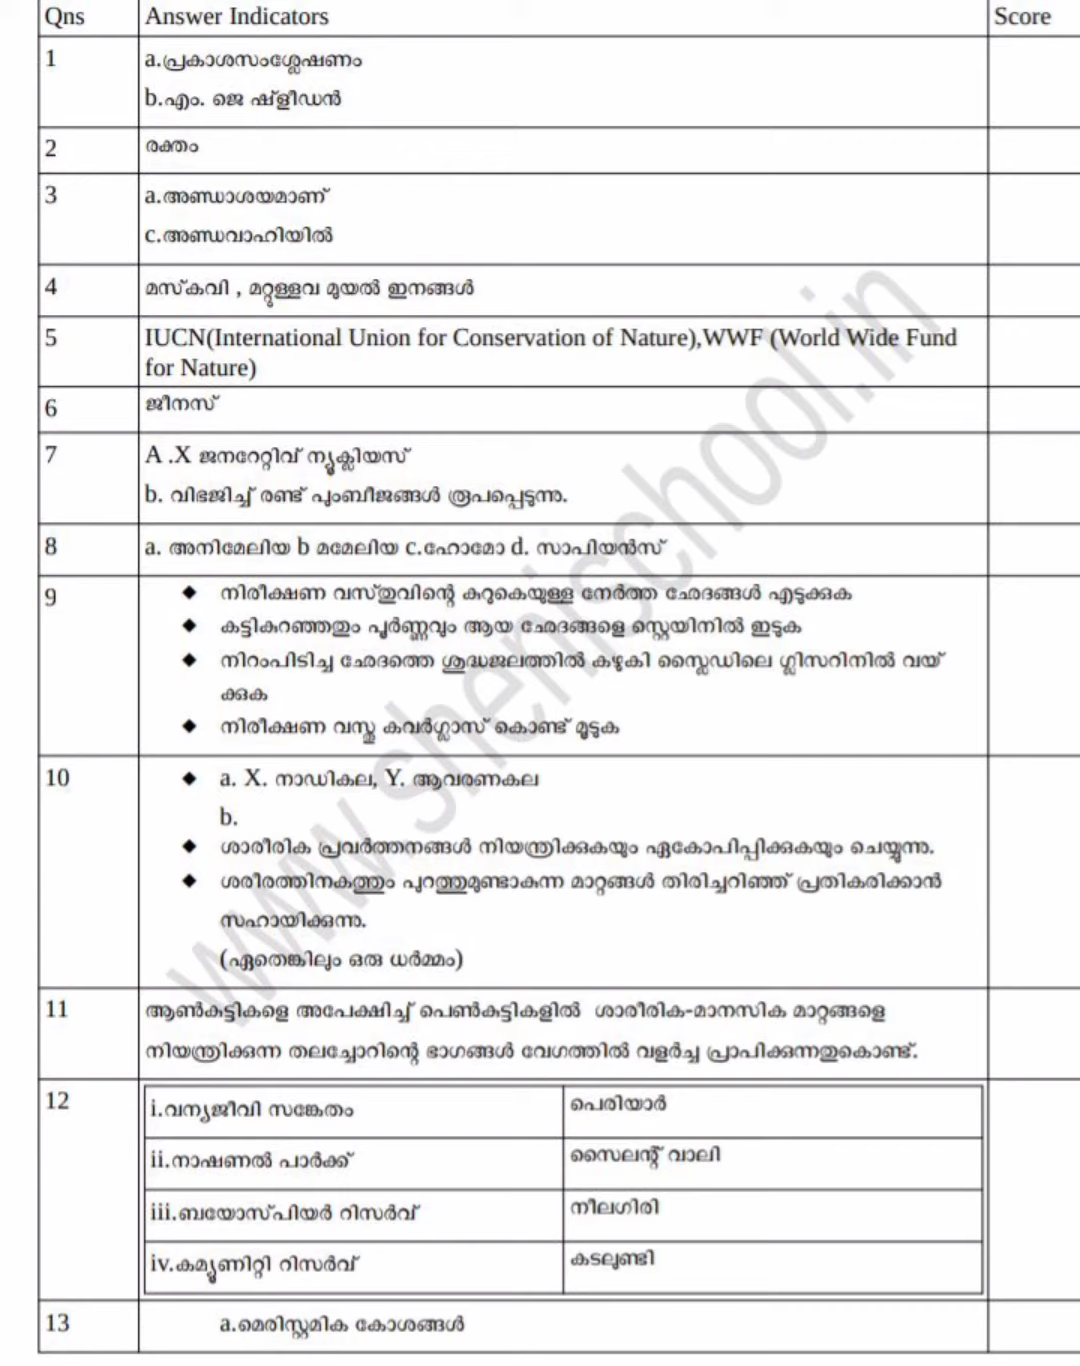 Qns Answer Indicators Score
1 a.പ്രകാശസംശ്ലേഷണം
b.എം. ജെ ഷ്ളീഡൻ
2 രക്തം
3 a.അണ്ഡാശയമാണ്
c.അണ്ഡവാഹിയിൽ
4 മസ്കവി , മറ്റുള്ളവ മുയൽ ഇനങ്ങൾ
5 IUCN(International Union for Conservation of Nature),WWF (World Wide Fund
for Nature)
6 ജീനസ്
7 A .X ജനറേറ്റിവ് ന്യൂക്ലിയസ്
b. വിഭജിച്ച് രണ്ട് പുംബീജങ്ങൾ രൂപപ്പെടുന്നു.
8 a. അനിമേലിയ b മമേലിയ c.ഹോമോ d. സാപിയൻസ്
9 ◆ നിരീക്ഷണ വസ്തുവിന്റെ കുറുകെയുള്ള നേർത്ത ഛേദങ്ങൾ എടുക്കുക
◆ കട്ടികുറഞ്ഞതും പൂർണ്ണവും ആയ ഛേദങ്ങളെ സ്റ്റെയിനിൽ ഇടുക
◆ നിറംപിടിച്ച ഛേദത്തെ ശുദ്ധജലത്തിൽ കഴുകി സ്ലൈഡിലെ ഗ്ലിസറിനിൽ വയ്
ക്കുക
◆ നിരീക്ഷണ വസ്തു കവർഗ്ലാസ് കൊണ്ട് മൂടുക
10 ◆ a. X. നാഡികല, Y. ആവരണകല
b.
◆ ശാരീരിക പ്രവർത്തനങ്ങൾ നിയന്ത്രിക്കുകയും ഏകോപിപ്പിക്കുകയും ചെയ്യുന്നു.
◆ ശരീരത്തിനകത്തും പുറത്തുമുണ്ടാകുന്ന മാറ്റങ്ങൾ തിരിച്ചറിഞ്ഞ് പ്രതികരിക്കാൻ
സഹായിക്കുന്നു.
(ഏതെങ്കിലും ഒരു ധർമ്മം)
11 ആൺകുട്ടികളെ അപേക്ഷിച്ച് പെൺകുട്ടികളിൽ ശാരീരിക-മാനസിക മാറ്റങ്ങളെ
നിയന്ത്രിക്കുന്ന തലച്ചോറിന്റെ ഭാഗങ്ങൾ വേഗത്തിൽ വളർച്ച പ്രാപിക്കുന്നതുകൊണ്ട്.
12 i.വന്യജീവി സങ്കേതം പെരിയാർ
ii.നാഷണൽ പാർക്ക് സൈലന്റ് വാലി
iii.ബയോസ്പിയർ റിസർവ് നീലഗിരി
iv.കമ്യൂണിറ്റി റിസർവ് കടലുണ്ടി
13 a.മെരിസ്റ്റമിക കോശങ്ങൾ
www.shenischool.in